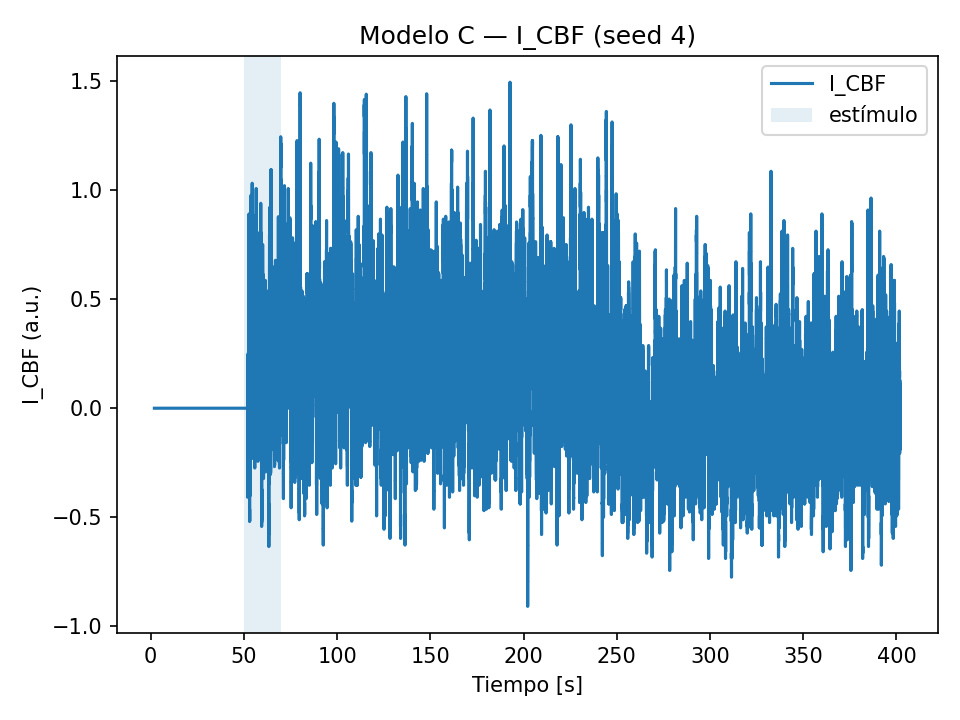 Modelo C — I_CBF (seed 4)
I_CBF
estímulo
1.5
1.0
0.5
0.0
−0.5
−1.0
I_CBF (a.u.)
0 50 100 150 200 250 300 350 400
Tiempo [s]